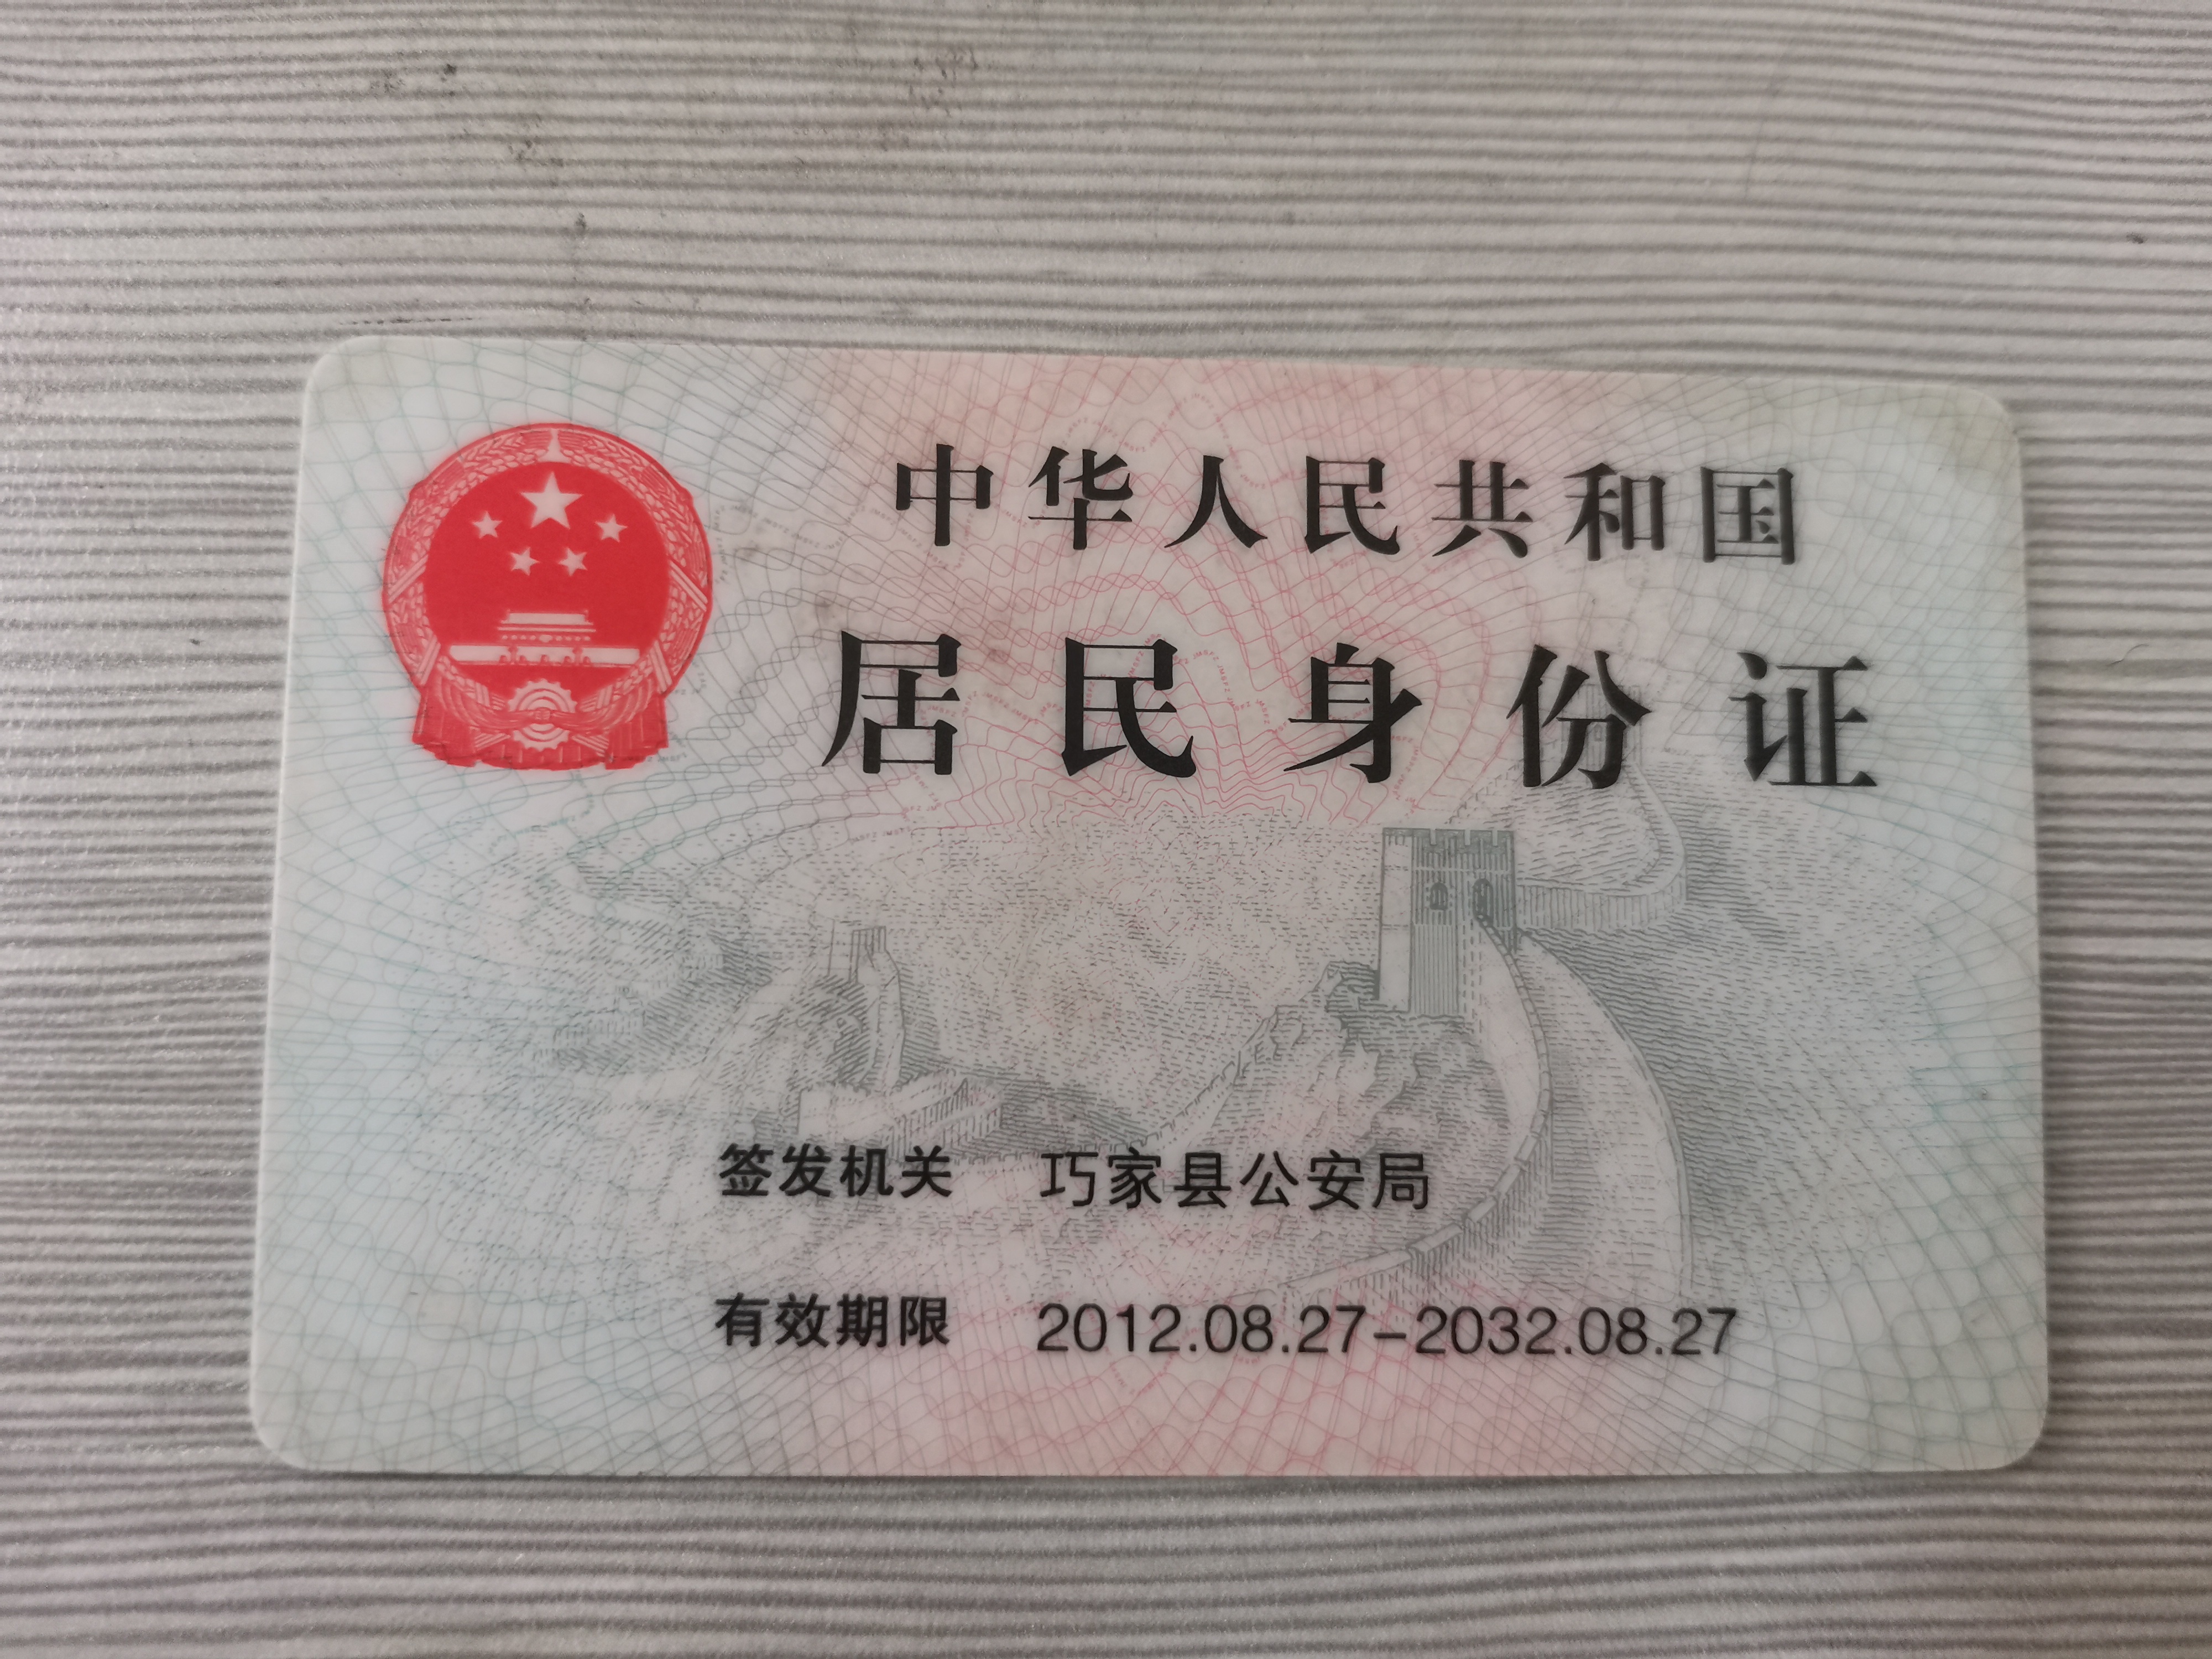 中华人民共和国
居民身份证
签发机关 巧家县公安局
有效期限 2012.08.27-2032.08.27